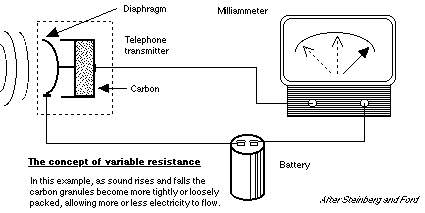 Diaphragm
Milliammeter
Telephone
transmitter
Carbon
The concept of variable resistance
Battery
In this example, as sound rises and falls the
carbon granules become more tightly or loosely
packed, allowing more or less electricity to flow.
After Steinberg and Ford